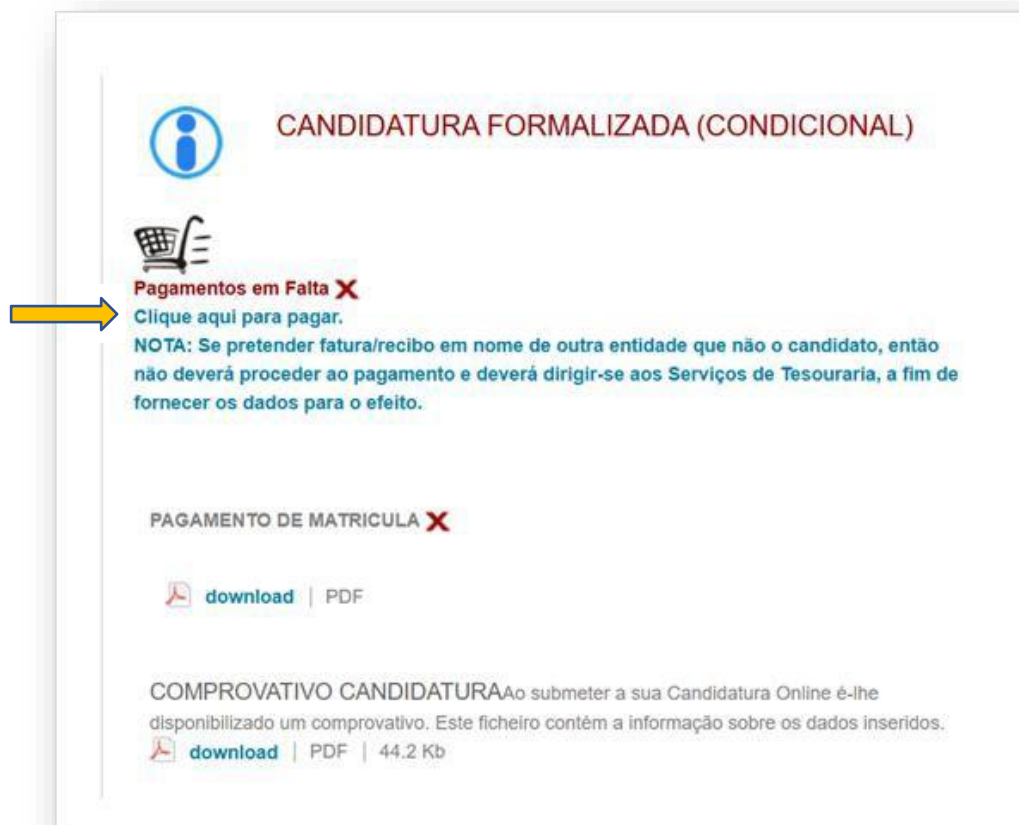 CANDIDATURA FORMALIZADA (CONDICIONAL)
Pagamentos em Falta
Clique aqui para pagar.
NOTA: Se pretender fatura/recibo em nome de outra entidade que não o candidato, então
não deverá proceder ao pagamento e deverá dirigir-se aos Serviços de Tesouraria, a fim de
fornecer os dados para o efeito.
PAGAMENTO DE MATRICULA
download | PDF
COMPROVATIVO CANDIDATURAAo submeter a sua Candidatura Online é-lhe
disponibilizado um comprovativo. Este ficheiro contém a informação sobre os dados inseridos.
download | PDF | 44.2 Kb